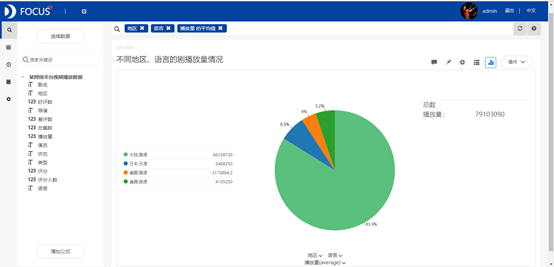 FOCUS
admin
退出
中文
选择数据
地区
语言
播放量 的平均值
搜索关键词
不同地区、语言的剧播放量情况
操作
某网络平台视频播放数据
剧名
地区
123 好评数
导演
123 差评数
123 总集数
123 播放量
演员
状态
类型
123 评分
123 评分人数
语言
增加公式
总数
播放量: 79103090
大陆,国语 66358730
日本,日语 5468250
美国,国语 3170864.3
美国,英语 4105250
5.2%
4%
6.9%
83.9%
地区
语言
播放量(average)